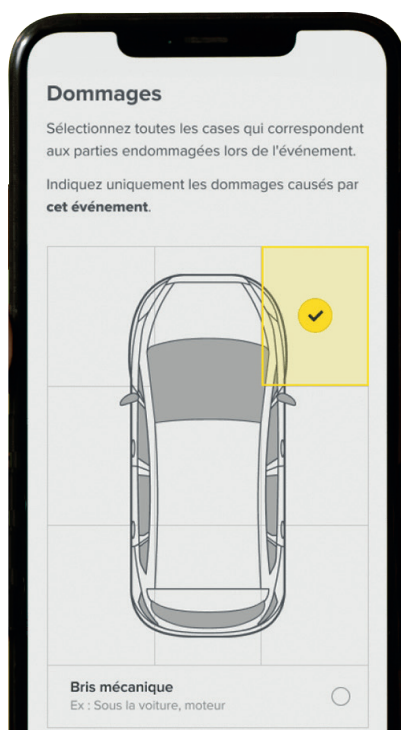 Dommages
Sélectionnez toutes les cases qui correspondent
aux parties endommagées lors de l'événement.
Indiquez uniquement les dommages causés par
cet événement.
Bris mécanique
Ex : Sous la voiture, moteur